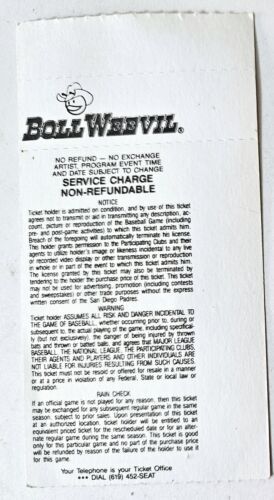 BOLL WEEVIL®
NO REFUND — NO EXCHANGE
ARTIST, PROGRAM EVENT TIME
AND DATE SUBJECT TO CHANGE
SERVICE CHARGE
NON-REFUNDABLE
NOTICE
Ticket holder is admitted on condition, and by use of this ticket
agrees not to transmit or aid in transmitting any description, ac-
count, picture or reproduction of the Baseball Game (including
pre- and post-game activities) to which this ticket admits him.
Breach of the foregoing will automatically terminate his license.
The holder grants permission to the Participating Clubs and their
agents to utilize holder's image or likeness incidental to any live
or recorded video display or other transmission or reproduction
in whole or in part of the event to which this ticket admits him.
The license granted by this ticket may also be terminated by
tendering to the holder the purchase price of this ticket. This ticket
may not be used for advertising, promotion (including contests
and sweepstakes) or other trade purposes without the express
written consent of the San Diego Padres.
WARNING
Ticket holder ASSUMES ALL RISK AND DANGER INCIDENTAL TO
THE GAME OF BASEBALL, whether occurring prior to, during or
subsequent to, the actual playing of the game, including specifical-
ly (but not exclusively), the danger of being injured by thrown
bats and thrown or batted ball, and agrees that MAJOR LEAGUE
BASEBALL, THE NATIONAL LEAGUE, THE PARTICIPATING CLUBS,
THEIR AGENTS AND PLAYERS AND OTHER INDIVIDUALS ARE
NOT LIABLE FOR INJURIES RESULTING FROM SUCH CAUSES.
This ticket must not be resold or offered for resale in a manner
or at a price in violation of any Federal, State or local law or
regulation.
RAIN CHECK
If an official game is not played for any reason, then this ticket
may be exchanged for any subsequent regular game in the same
season, subject to prior sales. Upon presentation of this ticket
at an authorized location, ticket holder will be entitled to an
equivalent priced ticket for the rescheduled date or for an alter-
nate regular game during the same season. This ticket is good
only for this particular game and no part of the purchase price
will be refunded by reason of failure of the holder to use it
for this game.
Your Telephone is your Ticket Office
••• DIAL (619) 452-SEAT